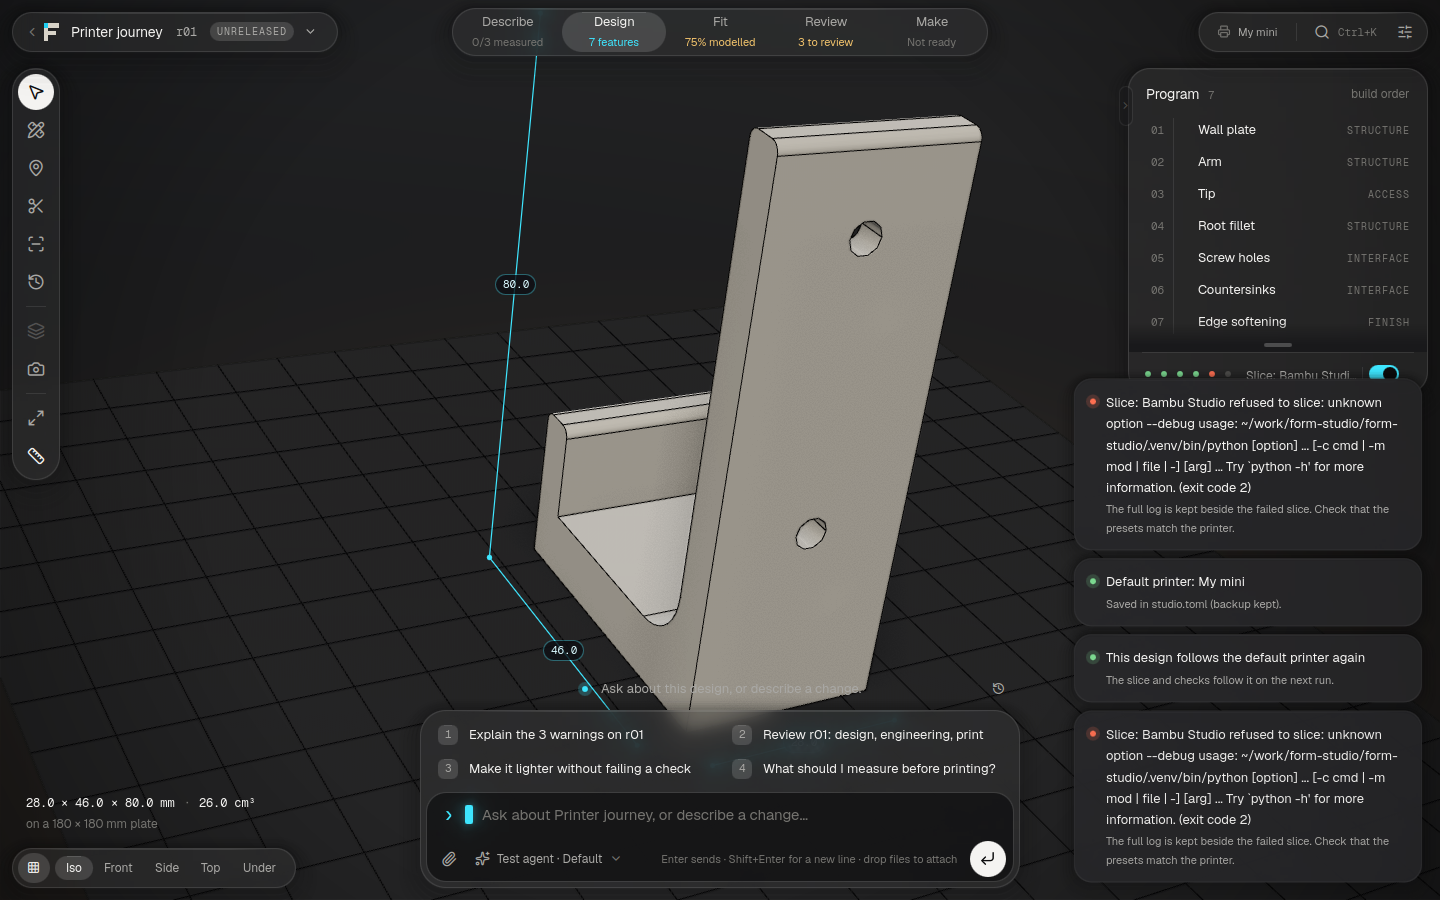 Printer journey r01 UNRELEASED
Describe
0/3 measured
Design
7 features
Fit
75% modelled
Review
3 to review
Make
Not ready
My mini
Ctrl+K
Program 7 build order
01 Wall plate STRUCTURE
02 Arm STRUCTURE
03 Tip ACCESS
04 Root fillet STRUCTURE
05 Screw holes INTERFACE
06 Countersinks INTERFACE
07 Edge softening FINISH
Slice: Bambu Studi
80.0
46.0
Slice: Bambu Studio refused to slice: unknown
option --debug usage: ~/work/form-studio/form-
studio/.venv/bin/python [option] ... [-c cmd | -m
mod | file | -] [arg] ... Try `python -h' for more
information. (exit code 2)
The full log is kept beside the failed slice. Check that the
presets match the printer.
Default printer: My mini
Saved in studio.toml (backup kept).
This design follows the default printer again
The slice and checks follow it on the next run.
Slice: Bambu Studio refused to slice: unknown
option --debug usage: ~/work/form-studio/form-
studio/.venv/bin/python [option] ... [-c cmd | -m
mod | file | -] [arg] ... Try `python -h' for more
information. (exit code 2)
The full log is kept beside the failed slice. Check that the
presets match the printer.
Ask about this design, or describe a change.
1 Explain the 3 warnings on r01
2 Review r01: design, engineering, print
3 Make it lighter without failing a check
4 What should I measure before printing?
Ask about Printer journey, or describe a change...
Test agent · Default
Enter sends · Shift+Enter for a new line · drop files to attach
28.0 × 46.0 × 80.0 mm · 26.0 cm³
on a 180 × 180 mm plate
Iso Front Side Top Under